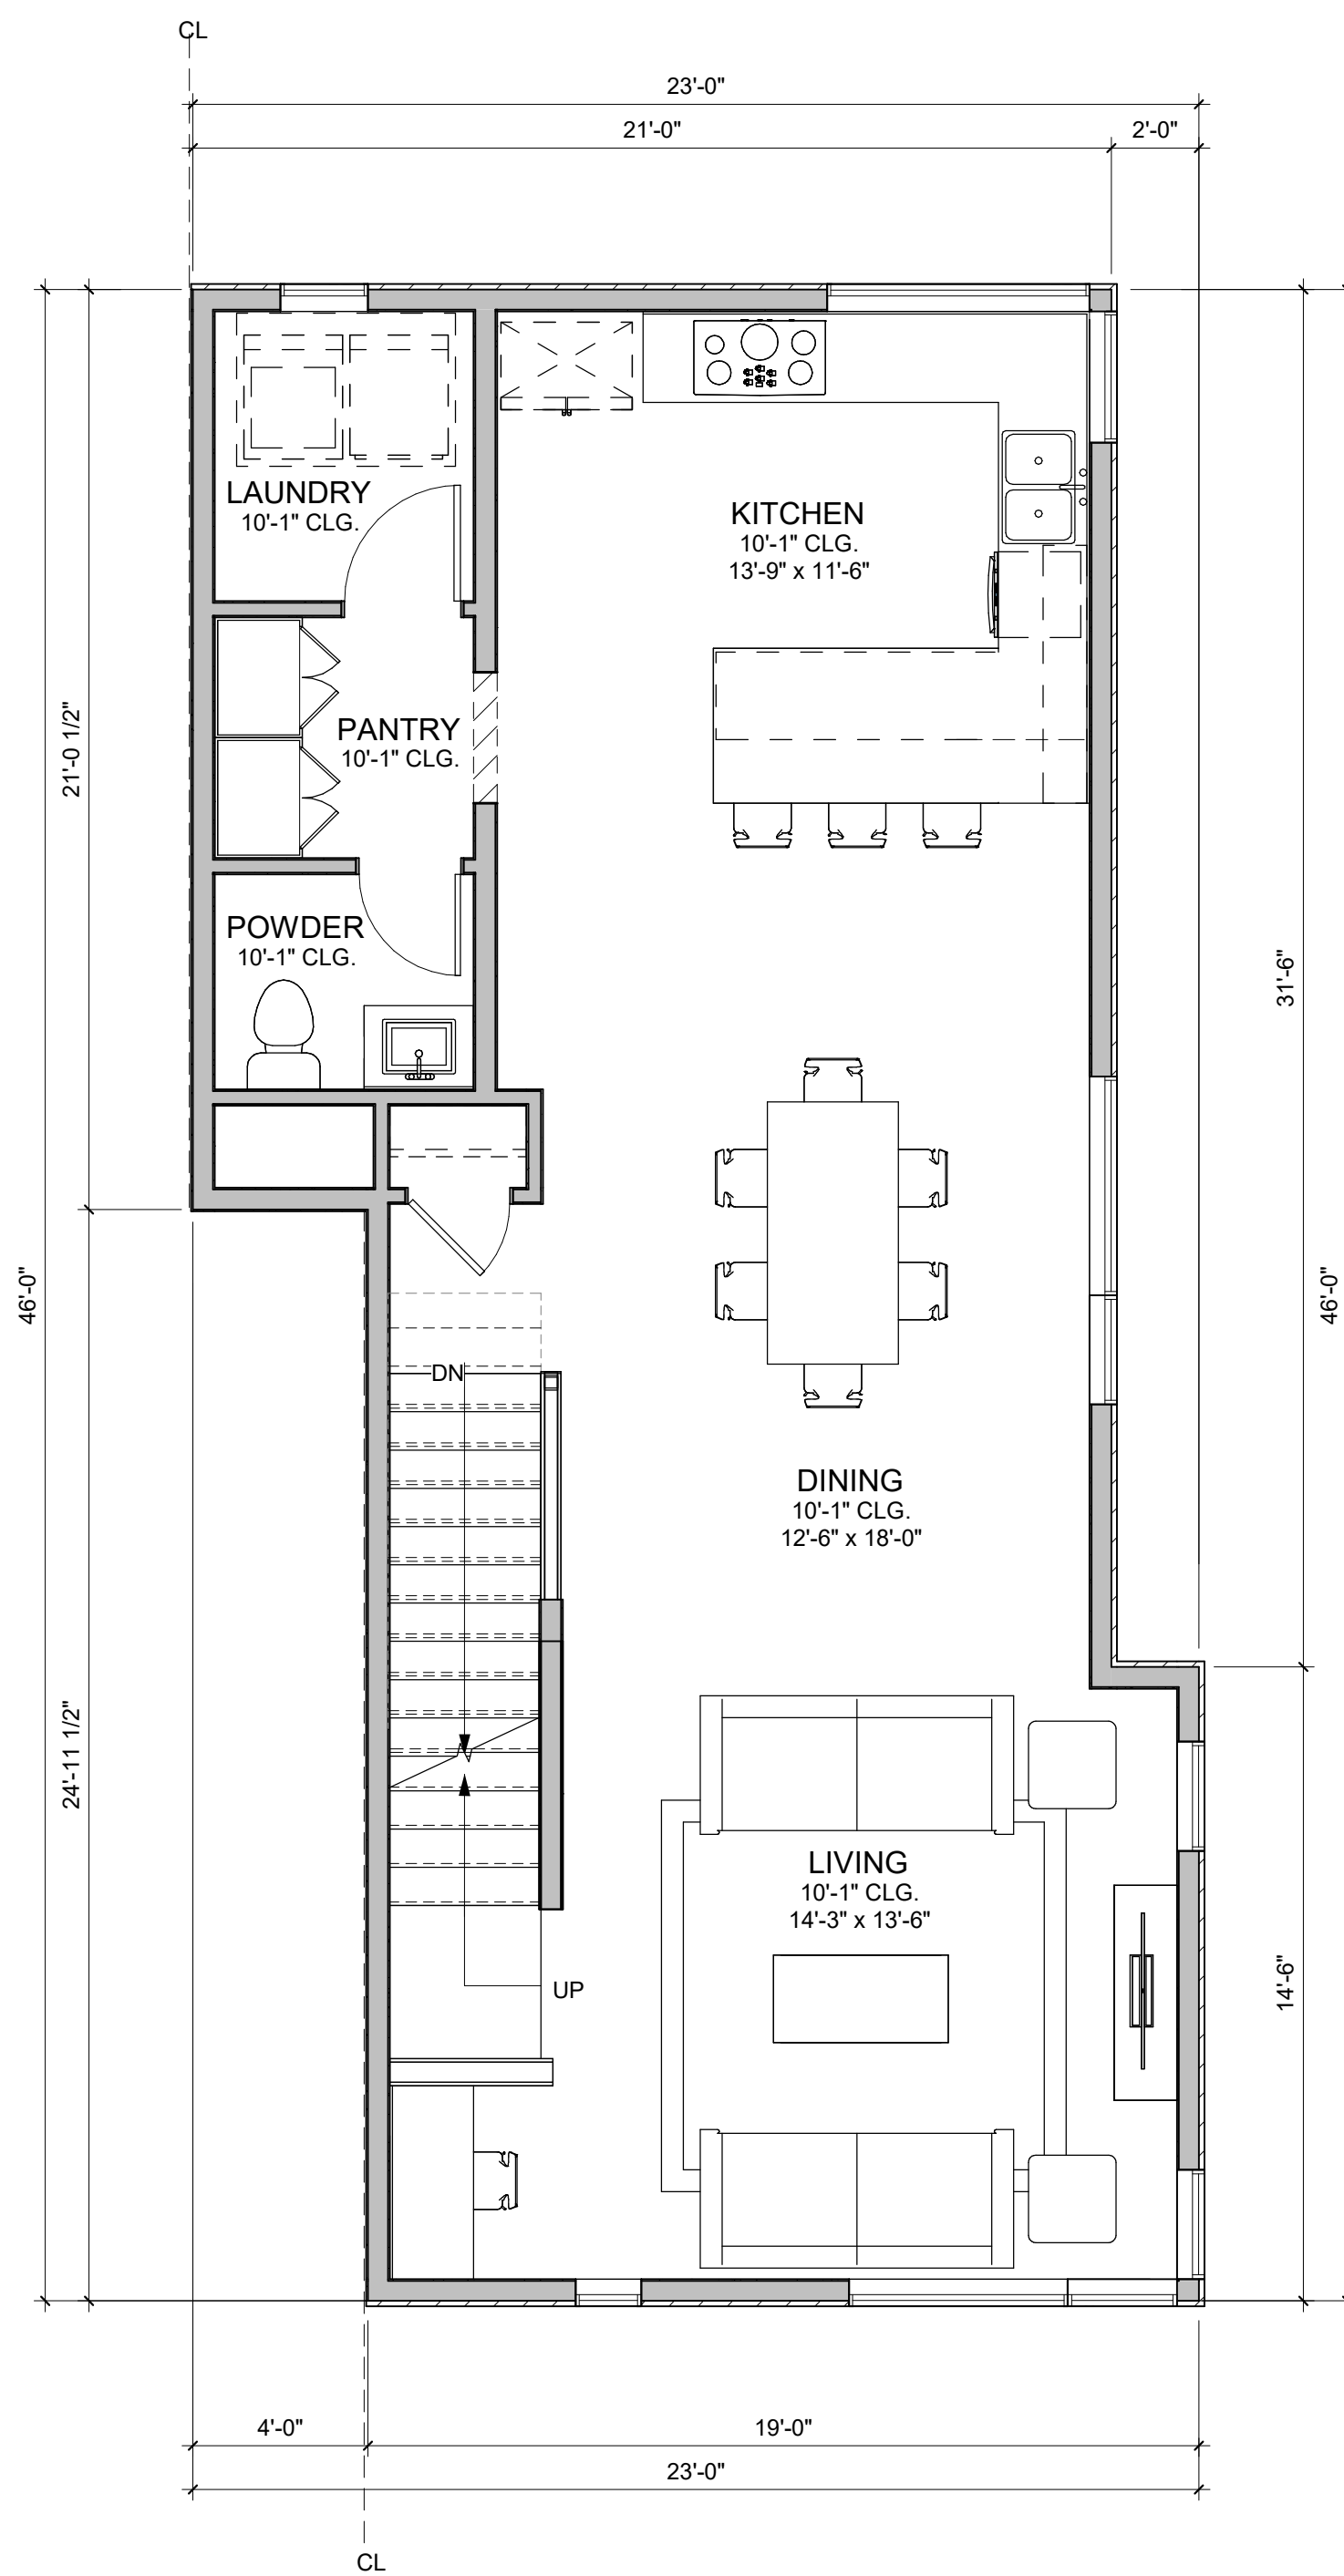 CL
23'-0"
21'-0"
2'-0"
LAUNDRY
10'-1" CLG.
KITCHEN
10'-1" CLG.
13'-9" x 11'-6"
21'-0 1/2"
PANTRY
10'-1" CLG.
POWDER
10'-1" CLG.
31'-6"
46'-0"
46'-0"
DN
DINING
10'-1" CLG.
12'-6" x 18'-0"
24'-11 1/2"
LIVING
10'-1" CLG.
14'-3" x 13'-6"
UP
14'-6"
4'-0"
19'-0"
23'-0"
CL